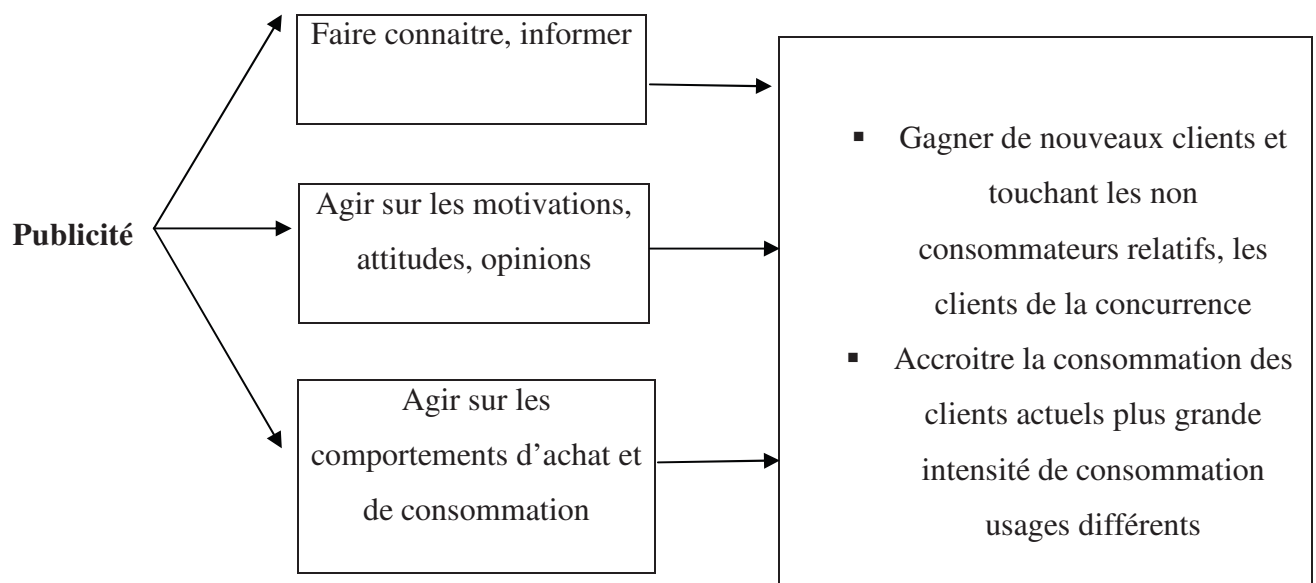 Publicité
Faire connaitre, informer
Agir sur les motivations,
attitudes, opinions
Agir sur les
comportements d’achat et
de consommation
▪ Gagner de nouveaux clients et
touchant les non
consommateurs relatifs, les
clients de la concurrence
▪ Accroitre la consommation des
clients actuels plus grande
intensité de consommation
usages différents